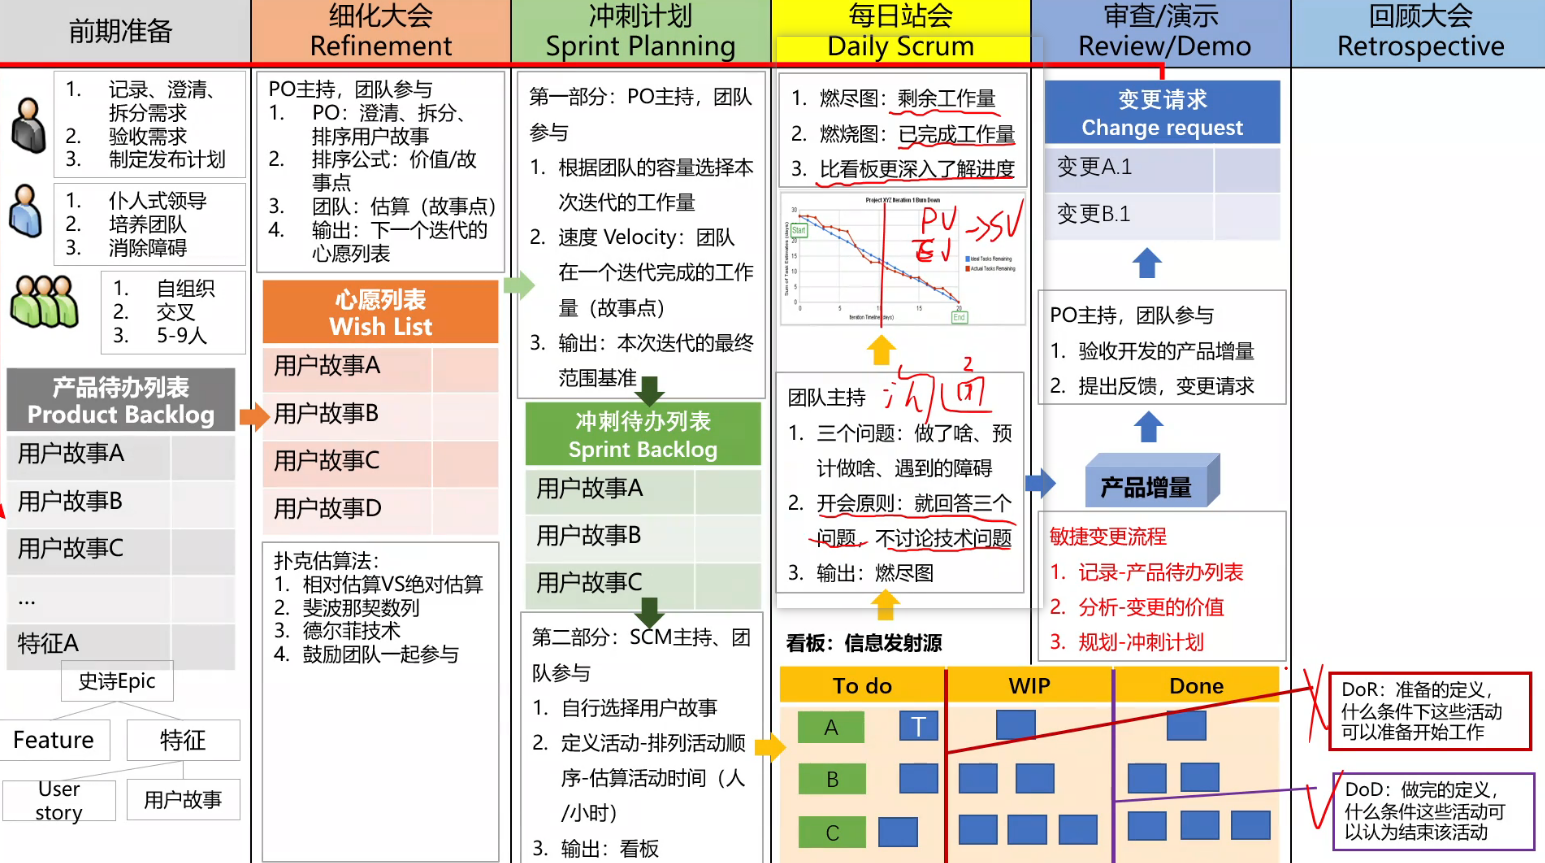 前期准备
1. 记录、澄清、
拆分需求
2. 验收需求
3. 制定发布计划
1. 仆人式领导
2. 培养团队
3. 消除障碍
1. 自组织
2. 交叉
3. 5-9人
产品待办列表
Product Backlog
用户故事A
用户故事B
用户故事C
...
特征A
史诗Epic
Feature
特征
User
story
用户故事
细化大会
Refinement
PO主持，团队参与
1. PO：澄清、拆分、
排序用户故事
2. 排序公式：价值/故
事点
3. 团队：估算（故事点）
4. 输出：下一个迭代的
心愿列表
心愿列表
Wish List
用户故事A
用户故事B
用户故事C
用户故事D
扑克估算法：
1. 相对估算VS绝对估算
2. 斐波那契数列
3. 德尔菲技术
4. 鼓励团队一起参与
冲刺计划
Sprint Planning
第一部分：PO主持，团队
参与
1. 根据团队的容量选择本
次迭代的工作量
2. 速度 Velocity：团队
在一个迭代完成的工作
量（故事点）
3. 输出：本次迭代的最终
范围基准
冲刺待办列表
Sprint Backlog
用户故事A
用户故事B
用户故事C
第二部分：SCM主持、团
队参与
1. 自行选择用户故事
2. 定义活动-排列活动顺
序-估算活动时间（人
/小时）
3. 输出：看板
每日站会
Daily Scrum
1. 燃尽图：剩余工作量
2. 燃烧图：已完成工作量
3. 比看板更深入了解进度
Project XYZ Iteration 1 Burn Down
Sum of Task Estimates (days)
30
20
15
10
5
0
Start
0
5
10
15
20
Iteration Timeline (days)
End
Ideal Tasks Remaining
Actual Tasks Remaining
PV
EV
→SV
沟通
2
团队主持
1. 三个问题：做了啥、预
计做啥、遇到的障碍
2. 开会原则：就回答三个
问题，不讨论技术问题
3. 输出：燃尽图
看板：信息发射源
To do
WIP
Done
A
T
B
C
审查/演示
Review/Demo
变更请求
Change request
变更A.1
变更B.1
PO主持，团队参与
1. 验收开发的产品增量
2. 提出反馈，变更请求
产品增量
敏捷变更流程
1. 记录-产品待办列表
2. 分析-变更的价值
3. 规划-冲刺计划
回顾大会
Retrospective
DoR：准备的定义，
什么条件下这些活动
可以准备开始工作
DoD：做完的定义，
什么条件这些活动可
以认为结束该活动